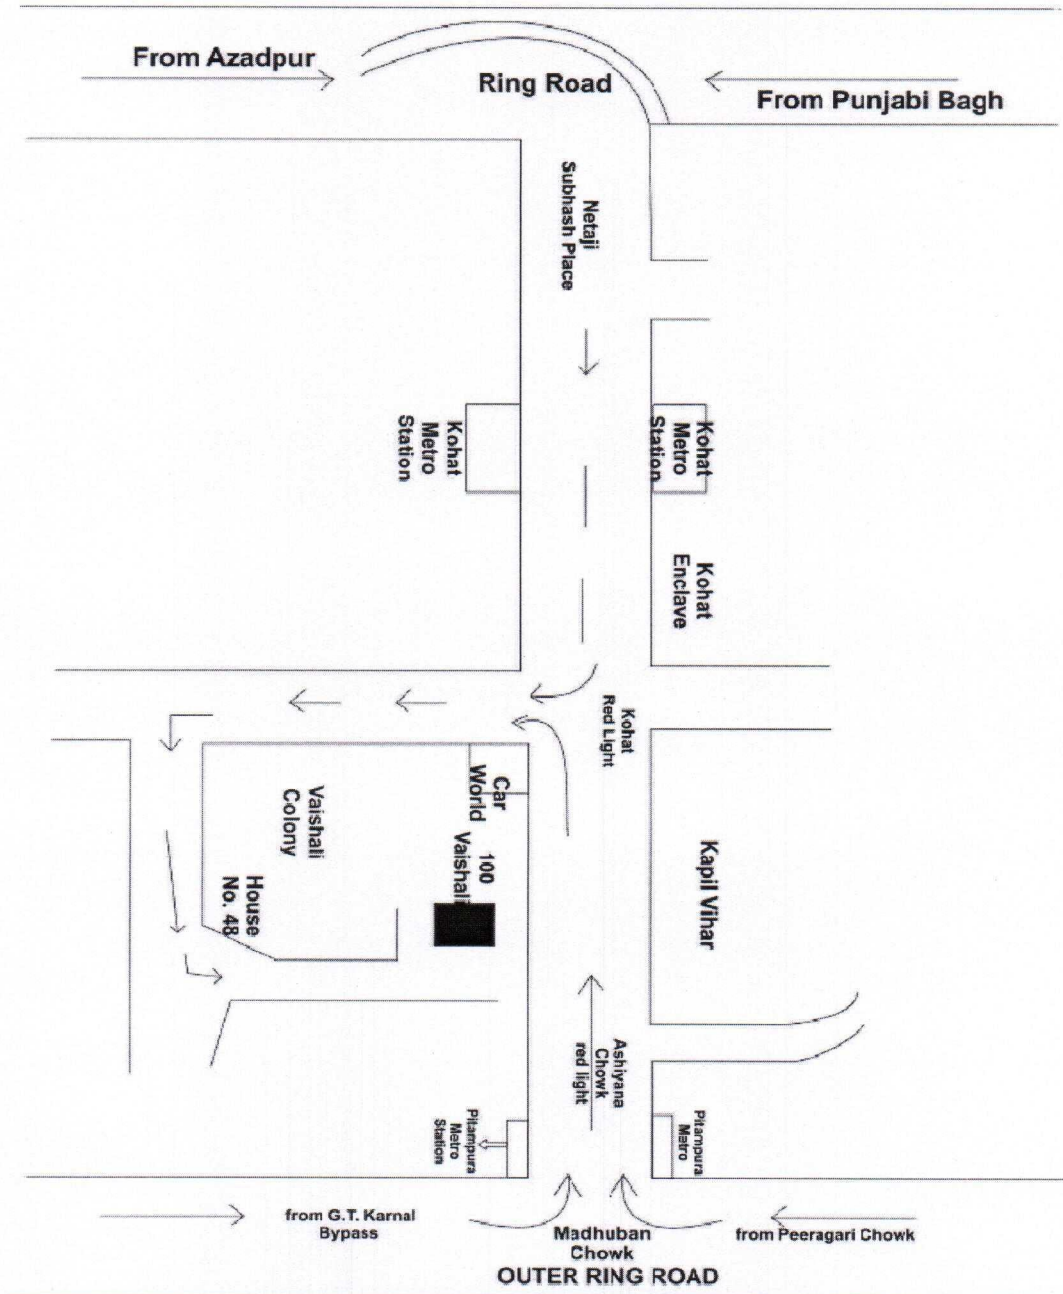 From Azadpur
Ring Road
From Punjabi Bagh
Netaji
Subhash Place
Kohat
Metro
Station
Kohat
Metro
Station
Kohat
Enclave
Kohat
Red Light
Car
World
100
Vaishali
Vaishali
Colony
House
No. 48
Kapil Vihar
Ashiyana
Chowk
red light
Pitampura
Metro
Station
Pitampura
Metro
from G.T. Karnal
Bypass
Madhuban
Chowk
from Peeragari Chowk
OUTER RING ROAD